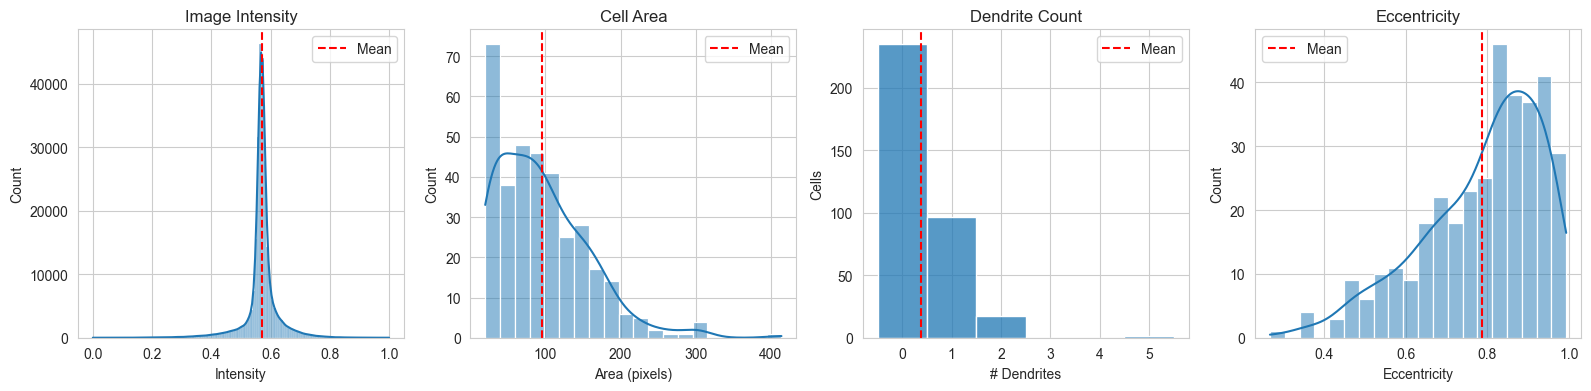 Image Intensity
Mean
Count
40000
30000
20000
10000
0
0.0 0.2 0.4 0.6 0.8 1.0
Intensity
Cell Area
Mean
Count
70
60
50
40
30
20
10
0
100 200 300 400
Area (pixels)
Dendrite Count
Mean
Cells
200
150
100
50
0
0 1 2 3 4 5
# Dendrites
Eccentricity
Mean
Count
40
30
20
10
0
0.4 0.6 0.8 1.0
Eccentricity